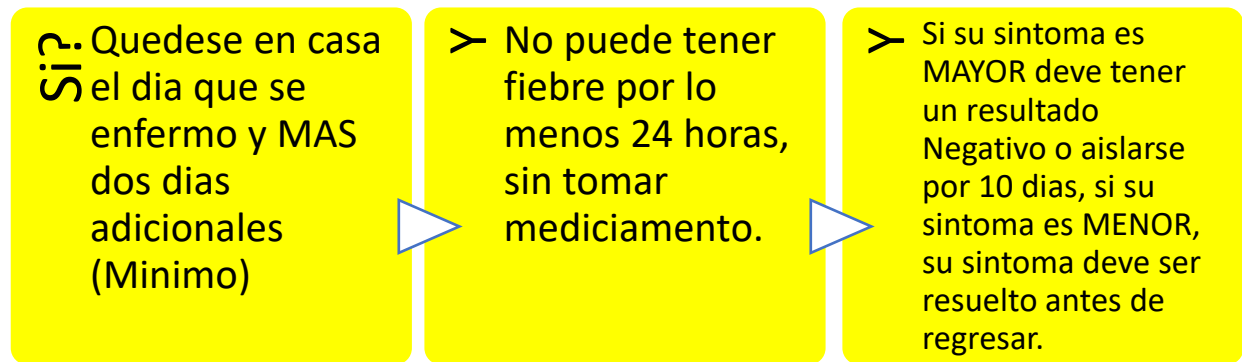 Si?
Quedese en casa
el dia que se
enfermo y MAS
dos dias
adicionales
(Minimo)
Y
No puede tener
fiebre por lo
menos 24 horas,
sin tomar
mediciamento.
Y
Si su sintoma es
MAYOR deve tener
un resultado
Negativo o aislarse
por 10 dias, si su
sintoma es MENOR,
su sintoma deve ser
resuelto antes de
regresar.